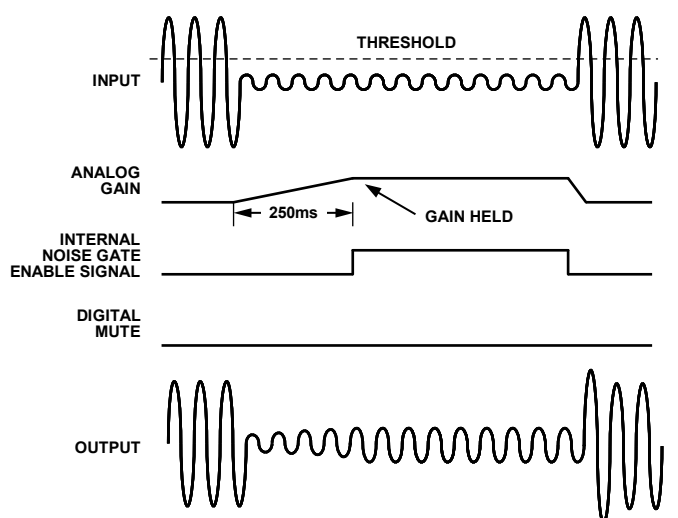 THRESHOLD
INPUT
ANALOG
GAIN
250ms
GAIN HELD
INTERNAL
NOISE GATE
ENABLE SIGNAL
DIGITAL
MUTE
OUTPUT